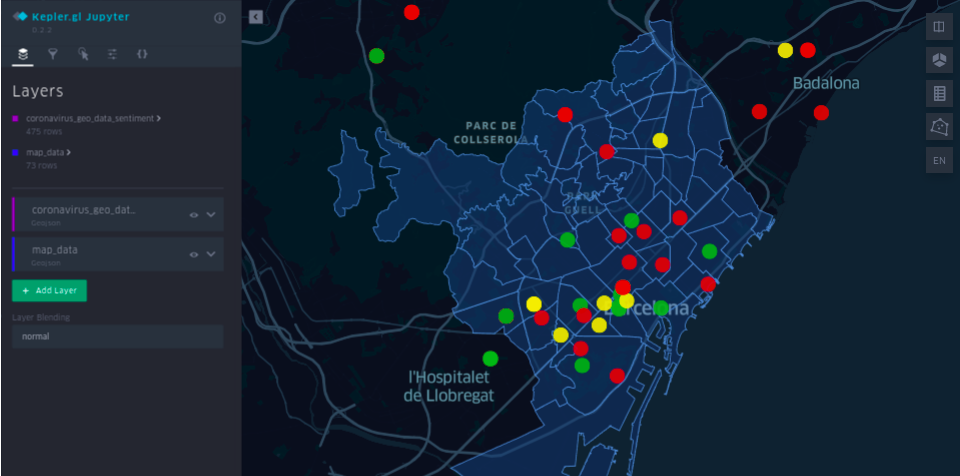 Kepler.gl Jupyter
0.2.2
Layers
coronavirus_geo_data_sentiment
475 rows
map_data
73 rows
coronavirus_geo_dat..
Geojson
map_data
Geojson
+ Add Layer
Layer Blending
normal
PARC DE
COLLSEROLA
PARK
GÜELL
Badalona
Barcelona
l'Hospitalet
de Llobregat
EN